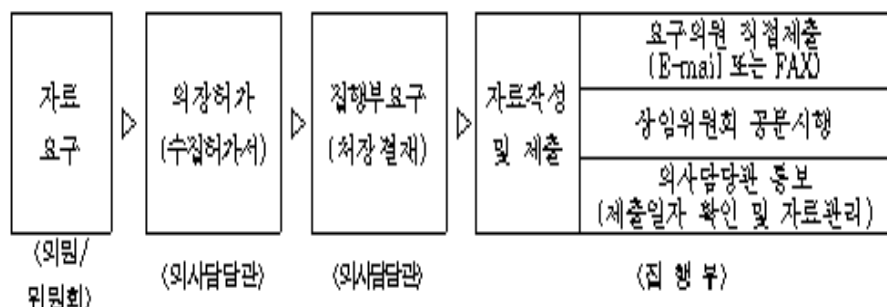 자료
요구
▷
의장허가
(수집허가서)
▷
집행부요구
(처장결재)
▷
자료작성
및 제출
요구의원 직접제출
(E-mail 또는 FAX)
상임위원회 공문시행
의사담당관 통보
(제출일자 확인 및 자료관리)
(의원/
위원회)
(의사담담관)
(의사담담관)
(집 행 부)